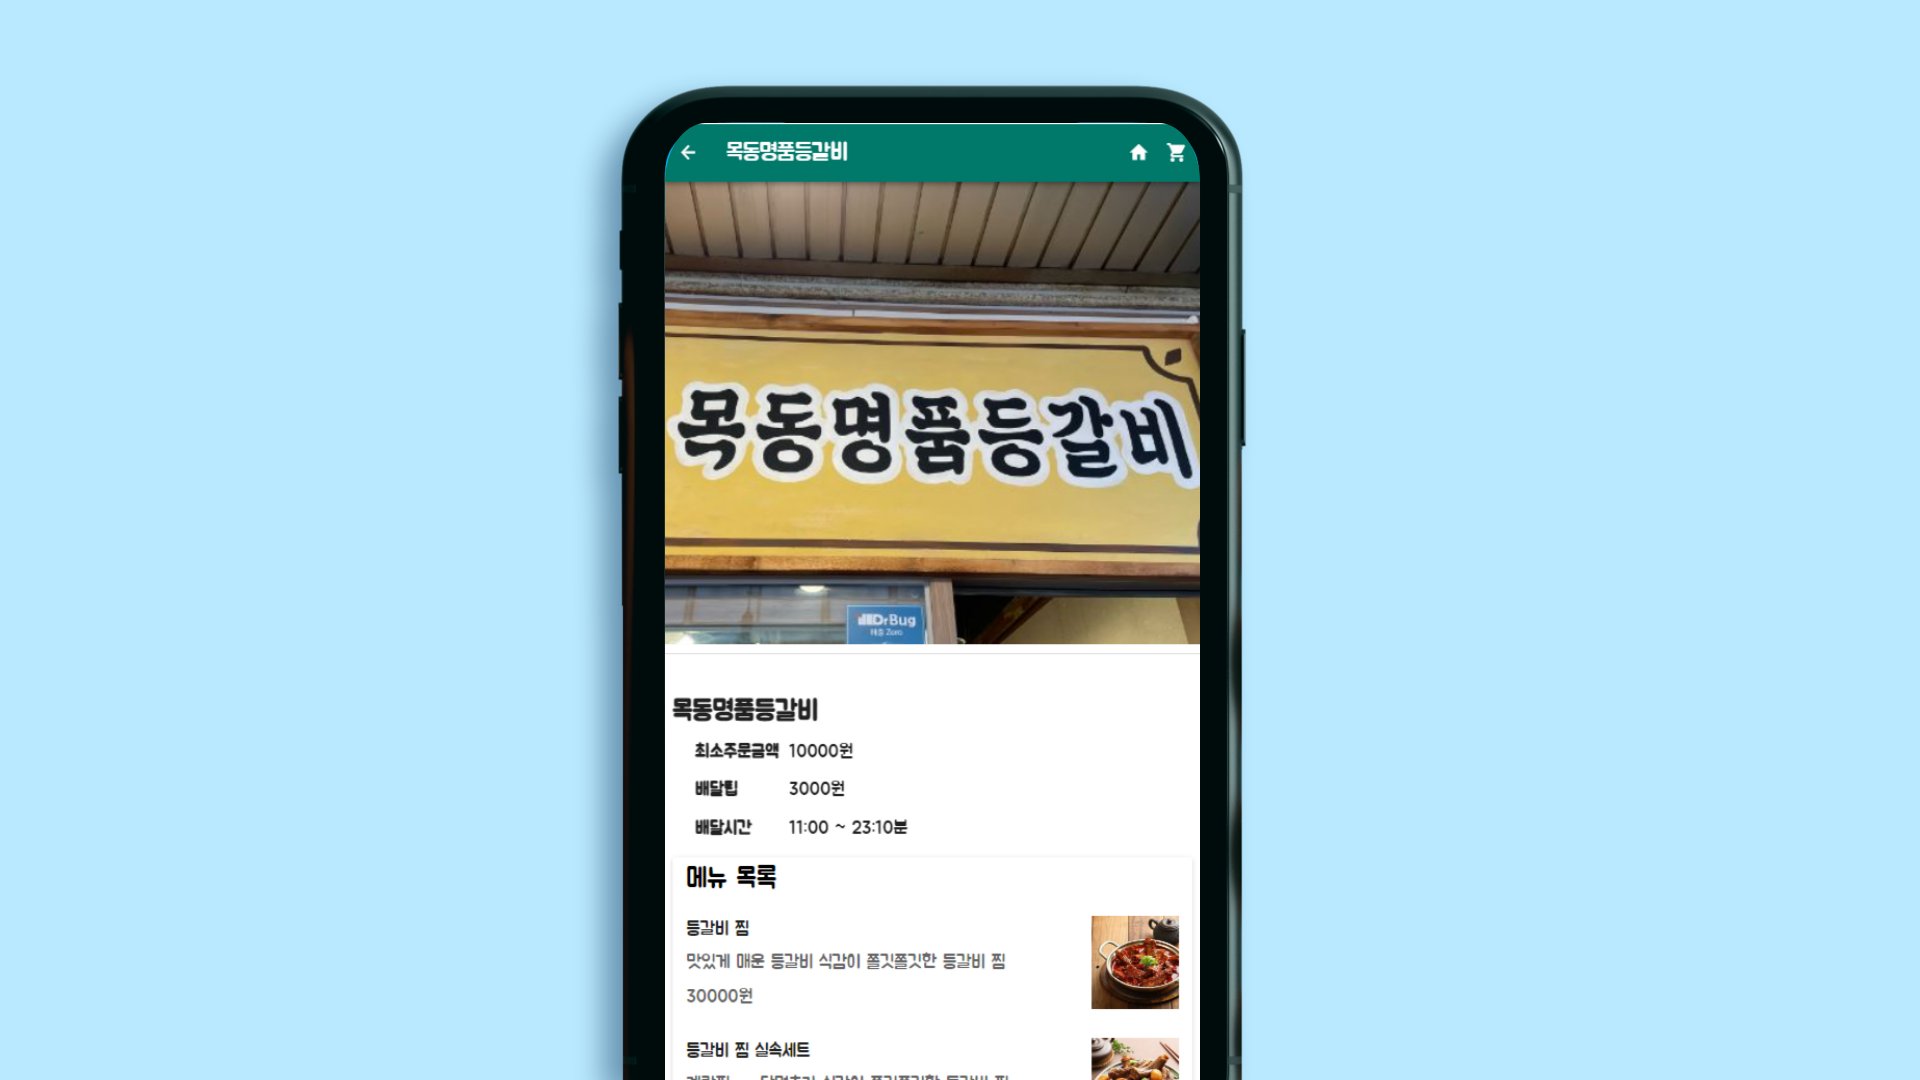 목동명품등갈비
목동명품등갈비
DrBug
해충 Zero
목동명품등갈비
최소주문금액 10000원
배달팁 3000원
배달시간 11:00 ~ 23:10분
메뉴 목록
등갈비 찜
맛있게 매운 등갈비 식감이 쫄깃쫄깃한 등갈비 찜
30000원
등갈비 찜 실속세트